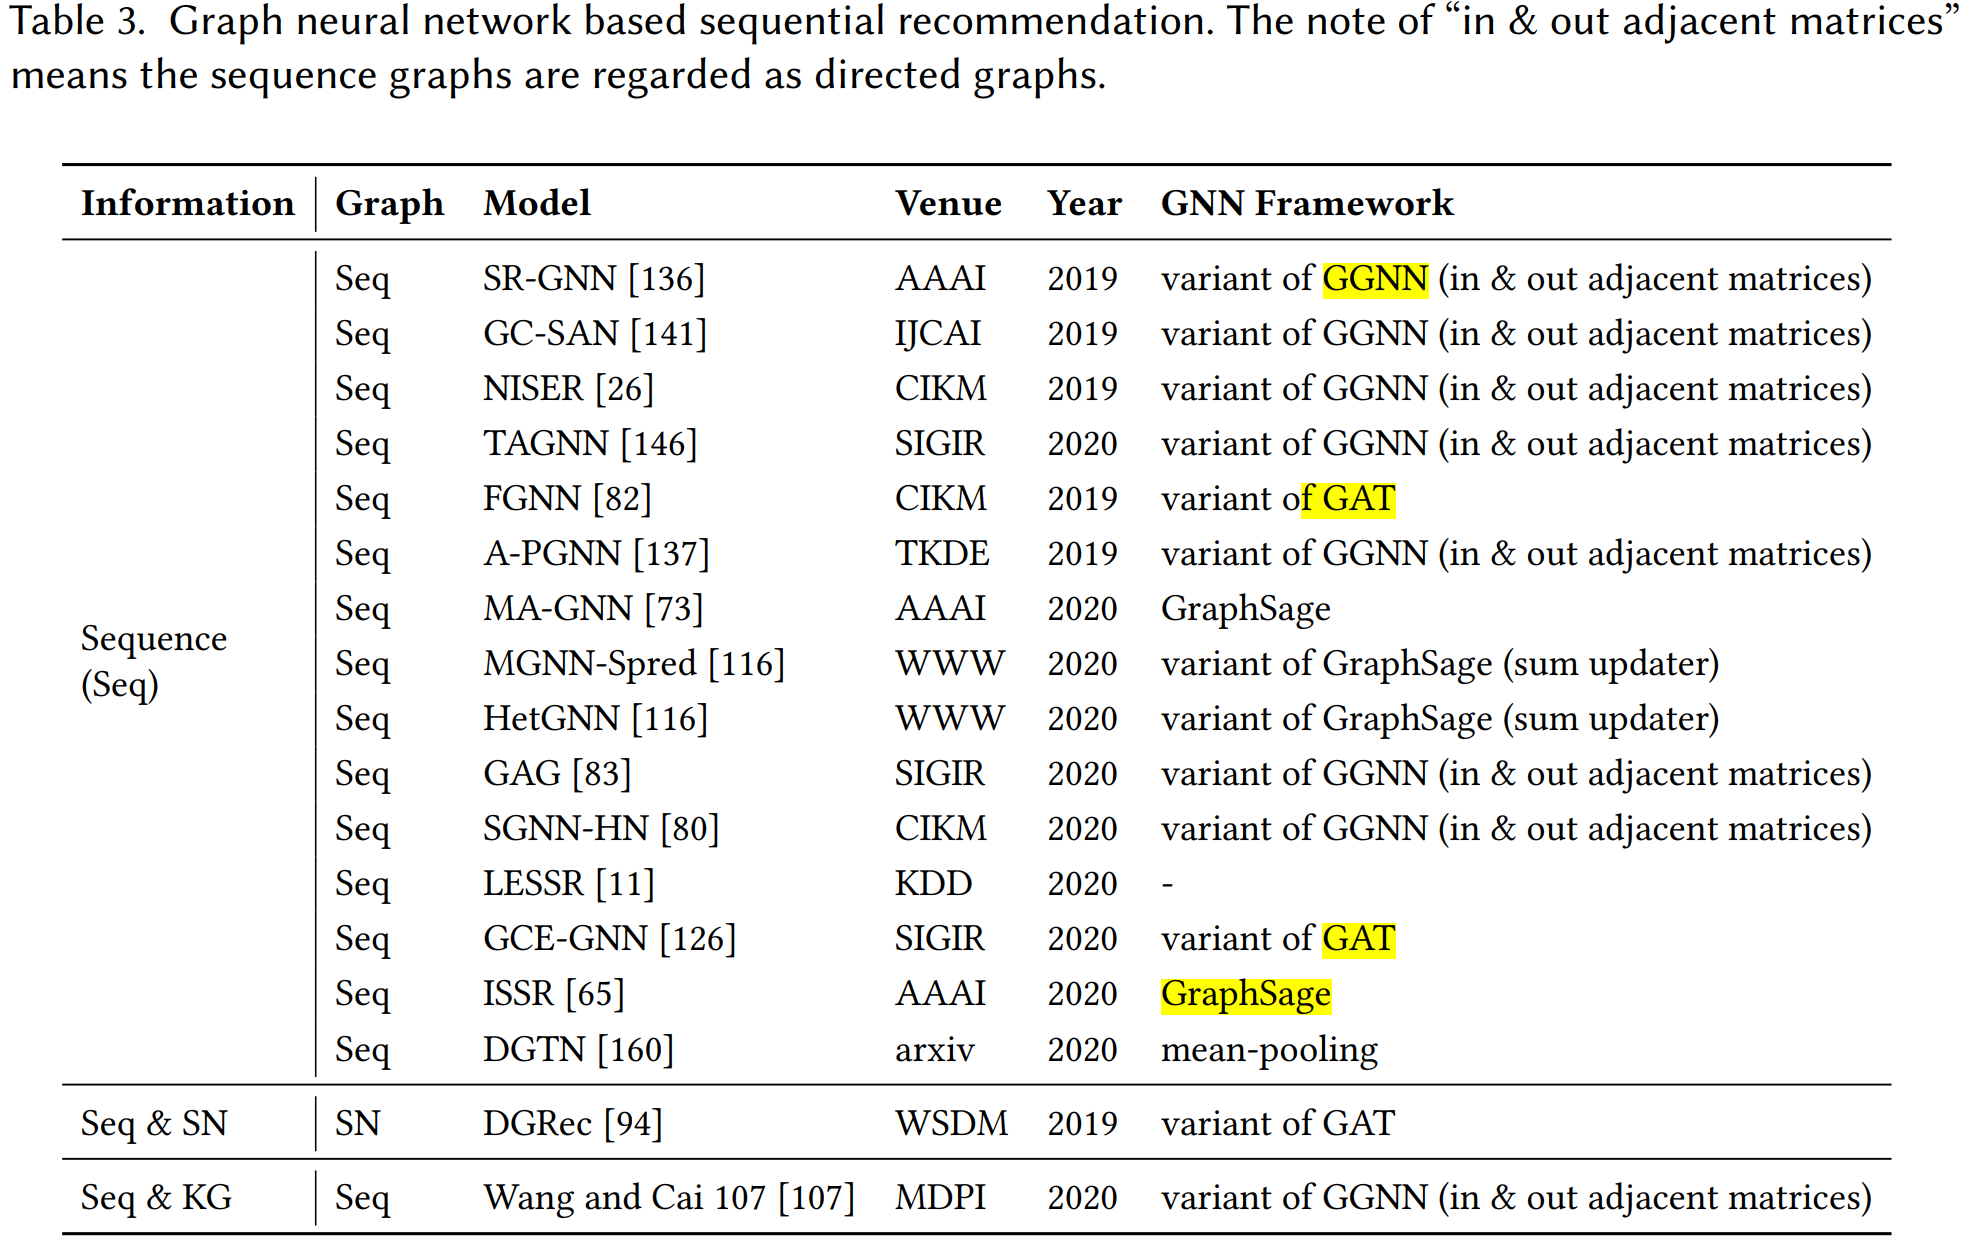 Table 3. Graph neural network based sequential recommendation. The note of “in & out adjacent matrices”
means the sequence graphs are regarded as directed graphs.
Information Graph Model Venue Year GNN Framework
Seq SR-GNN [136] AAAI 2019 variant of GGNN (in & out adjacent matrices)
Seq GC-SAN [141] IJCAI 2019 variant of GGNN (in & out adjacent matrices)
Seq NISER [26] CIKM 2019 variant of GGNN (in & out adjacent matrices)
Seq TAGNN [146] SIGIR 2020 variant of GGNN (in & out adjacent matrices)
Seq FGNN [82] CIKM 2019 variant of GAT
Seq A-PGNN [137] TKDE 2019 variant of GGNN (in & out adjacent matrices)
Seq MA-GNN [73] AAAI 2020 GraphSage
Sequence
(Seq)
Seq MGNN-Spred [116] WWW 2020 variant of GraphSage (sum updater)
Seq HetGNN [116] WWW 2020 variant of GraphSage (sum updater)
Seq GAG [83] SIGIR 2020 variant of GGNN (in & out adjacent matrices)
Seq SGNN-HN [80] CIKM 2020 variant of GGNN (in & out adjacent matrices)
Seq LESSR [11] KDD 2020 -
Seq GCE-GNN [126] SIGIR 2020 variant of GAT
Seq ISSR [65] AAAI 2020 GraphSage
Seq DGTN [160] arxiv 2020 mean-pooling
Seq & SN SN DGRec [94] WSDM 2019 variant of GAT
Seq & KG Seq Wang and Cai 107 [107] MDPI 2020 variant of GGNN (in & out adjacent matrices)